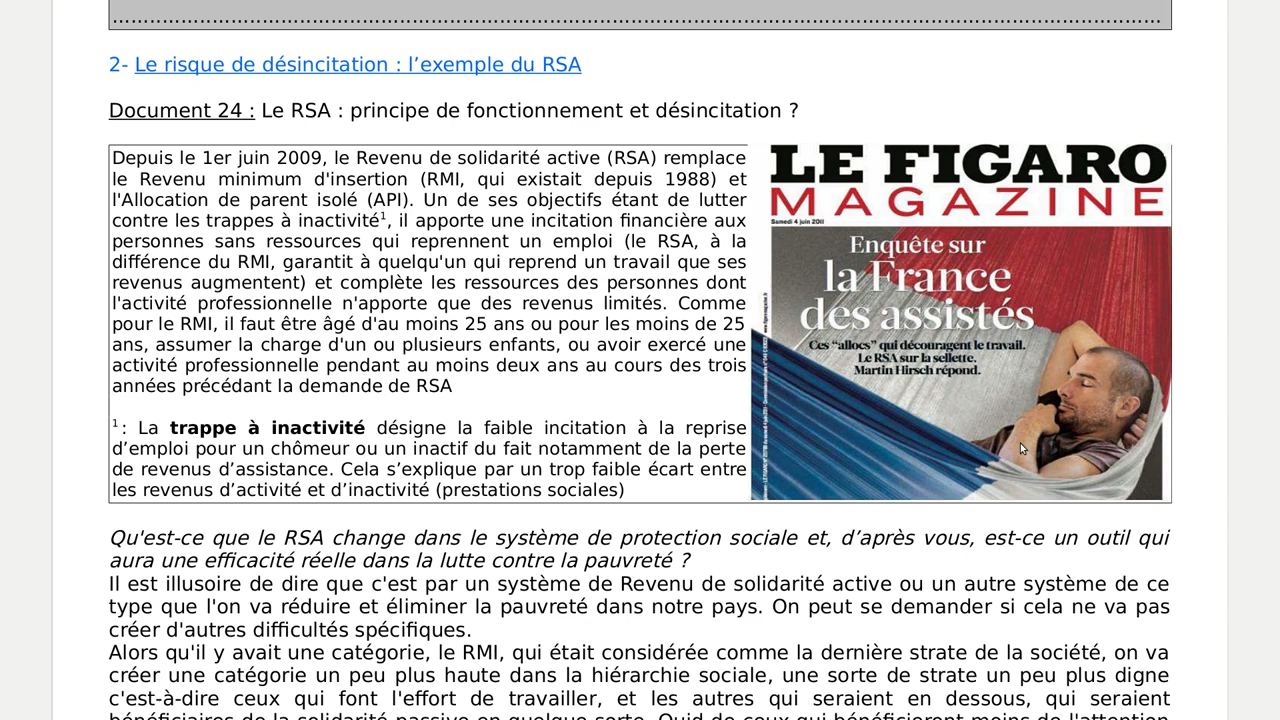 ……………………………………………………………………………………………………………………………………………
2- Le risque de désincitation : l’exemple du RSA
Document 24 : Le RSA : principe de fonctionnement et désincitation ?
Depuis le 1er juin 2009, le Revenu de solidarité active (RSA) remplace
le Revenu minimum d'insertion (RMI, qui existait depuis 1988) et
l'Allocation de parent isolé (API). Un de ses objectifs étant de lutter
contre les trappes à inactivité¹, il apporte une incitation financière aux
personnes sans ressources qui reprennent un emploi (le RSA, à la
différence du RMI, garantit à quelqu'un qui reprend un travail que ses
revenus augmentent) et complète les ressources des personnes dont
l'activité professionnelle n'apporte que des revenus limités. Comme
pour le RMI, il faut être âgé d'au moins 25 ans ou pour les moins de 25
ans, assumer la charge d'un ou plusieurs enfants, ou avoir exercé une
activité professionnelle pendant au moins deux ans au cours des trois
années précédant la demande de RSA
¹ : La trappe à inactivité désigne la faible incitation à la reprise
d’emploi pour un chômeur ou un inactif du fait notamment de la perte
de revenus d’assistance. Cela s’explique par un trop faible écart entre
les revenus d’activité et d’inactivité (prestations sociales)
LE FIGARO
MAGAZINE
Samedi 4 juin 2011
Enquête sur
la France
des assistés
Ces “allocs” qui découragent le travail.
Le RSA sur la sellette.
Martin Hirsch répond.
Qu'est-ce que le RSA change dans le système de protection sociale et, d’après vous, est-ce un outil qui
aura une efficacité réelle dans la lutte contre la pauvreté ?
Il est illusoire de dire que c'est par un système de Revenu de solidarité active ou un autre système de ce
type que l'on va réduire et éliminer la pauvreté dans notre pays. On peut se demander si cela ne va pas
créer d'autres difficultés spécifiques.
Alors qu'il y avait une catégorie, le RMI, qui était considérée comme la dernière strate de la société, on va
créer une catégorie un peu plus haute dans la hiérarchie sociale, une sorte de strate un peu plus digne
c'est-à-dire ceux qui font l'effort de travailler, et les autres qui seraient en dessous, qui seraient
bénéficiaires de la solidarité passive en quelque sorte. Quid de ceux qui bénéficieront moins de l'attention